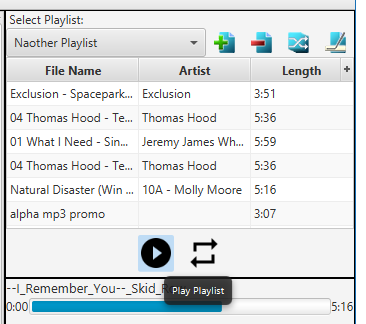 Select Playlist:
Naother Playlist
File Name Artist Length +
Exclusion - Spacepark... Exclusion 3:51
04 Thomas Hood - Te... Thomas Hood 5:36
01 What I Need - Sin... Jeremy James Wh... 5:59
04 Thomas Hood - Te... Thomas Hood 5:36
Natural Disaster (Win ... 10A - Molly Moore 5:16
alpha mp3 promo 3:07
--I_Remember_You--_Skid_
Play Playlist
0:00 5:16